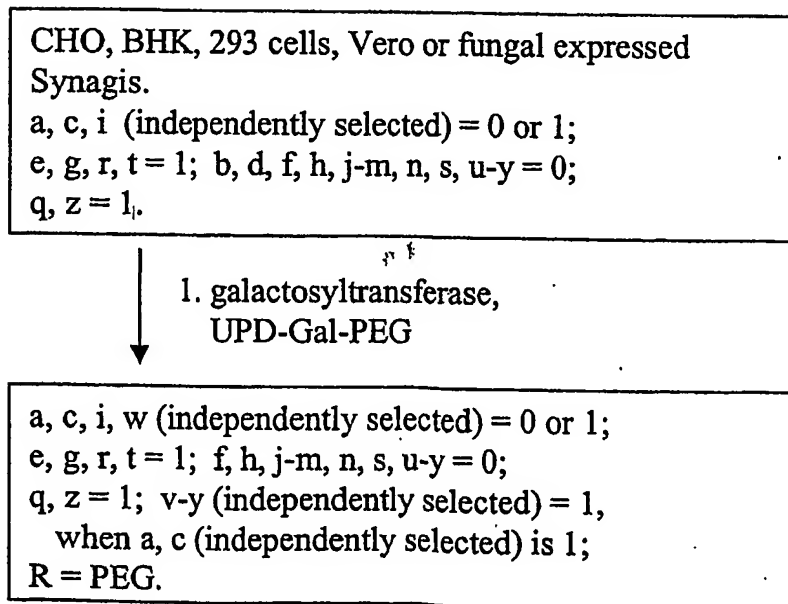 CHO, BHK, 293 cells, Vero or fungal expressed
Synagis.
a, c, i (independently selected) = 0 or 1;
e, g, r, t = 1; b, d, f, h, j-m, n, s, u-y = 0;
q, z = 1.
1. galactosyltransferase,
UPD-Gal-PEG
a, c, i, w (independently selected) = 0 or 1;
e, g, r, t = 1; f, h, j-m, n, s, u-y = 0;
q, z = 1; v-y (independently selected) = 1,
when a, c (independently selected) is 1;
R = PEG.